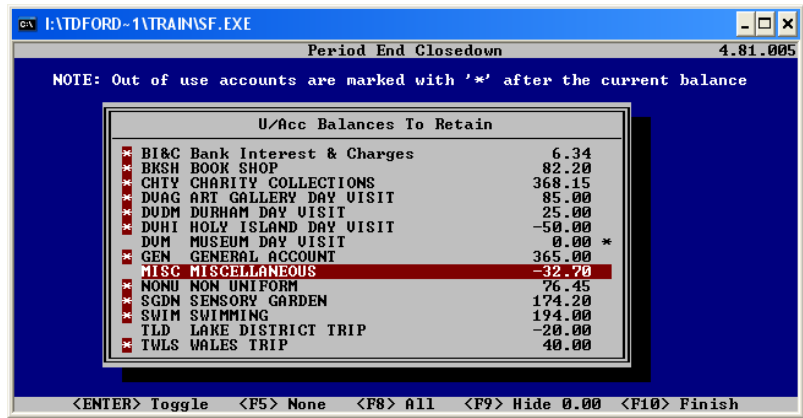 I:\TDFORD~1\TRAIN\SF.EXE
Period End Closedown 4.81.005
NOTE: Out of use accounts are marked with '*' after the current balance
U/Acc Balances To Retain
* BI&C Bank Interest & Charges 6.34
* BKSH BOOK SHOP 82.20
* CHTY CHARITY COLLECTIONS 368.15
* DVAG ART GALLERY DAY VISIT 85.00
* DVDM DURHAM DAY VISIT 25.00
* DVHI HOLY ISLAND DAY VISIT -50.00
DVM MUSEUM DAY VISIT 0.00 *
* GEN GENERAL ACCOUNT 365.00
MISC MISCELLANEOUS -32.70
* NONU NON UNIFORM 76.45
* SGDN SENSORY GARDEN 174.20
* SWIM SWIMMING 194.00
TLD LAKE DISTRICT TRIP -20.00
* TWLS WALES TRIP 40.00
<ENTER> Toggle <F5> None <F8> All <F9> Hide 0.00 <F10> Finish